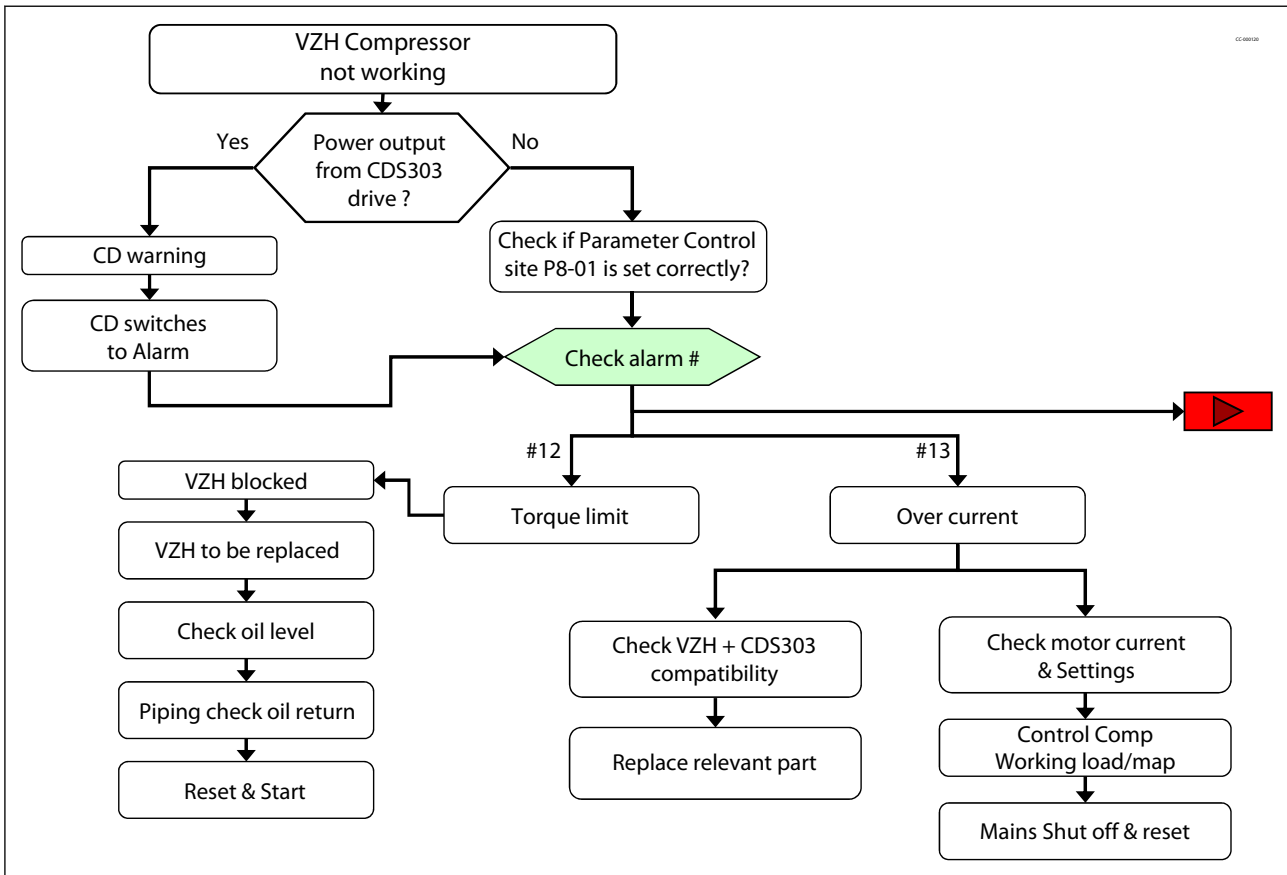 CC-000120
VZH Compressor
not working
Yes
Power output
from CDS303
drive ?
No
CD warning
Check if Parameter Control
site P8-01 is set correctly?
CD switches
to Alarm
Check alarm #
#12
#13
VZH blocked
Torque limit
Over current
VZH to be replaced
Check oil level
Check VZH + CDS303
compatibility
Check motor current
& Settings
Piping check oil return
Control Comp
Working load/map
Replace relevant part
Reset & Start
Mains Shut off & reset